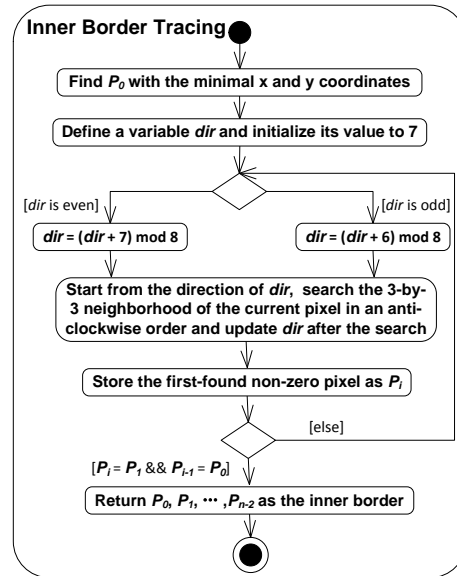 Inner Border Tracing
Find P₀ with the minimal x and y coordinates
Define a variable dir and initialize its value to 7
[dir is even]
[dir is odd]
dir = (dir + 7) mod 8
dir = (dir + 6) mod 8
Start from the direction of dir, search the 3-by-
3 neighborhood of the current pixel in an anti-
clockwise order and update dir after the search
Store the first-found non-zero pixel as Pᵢ
[else]
[Pᵢ = P₁ && Pᵢ₋₁ = P₀]
Return P₀, P₁, ··· ,Pₙ₋₂ as the inner border